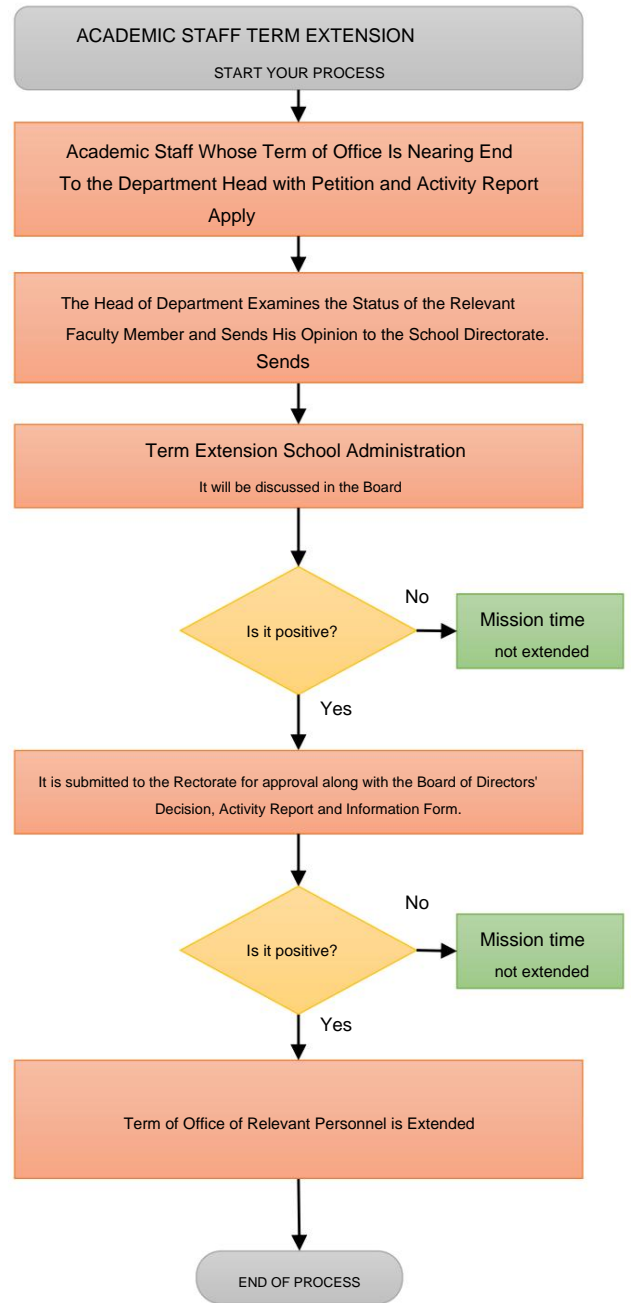 ACADEMIC STAFF TERM EXTENSION
START YOUR PROCESS
Academic Staff Whose Term of Office Is Nearing End
To the Department Head with Petition and Activity Report
Apply
The Head of Department Examines the Status of the Relevant
Faculty Member and Sends His Opinion to the School Directorate.
Sends
Term Extension School Administration
It will be discussed in the Board
Is it positive?
No
Mission time
not extended
Yes
It is submitted to the Rectorate for approval along with the Board of Directors'
Decision, Activity Report and Information Form.
Is it positive?
No
Mission time
not extended
Yes
Term of Office of Relevant Personnel is Extended
END OF PROCESS